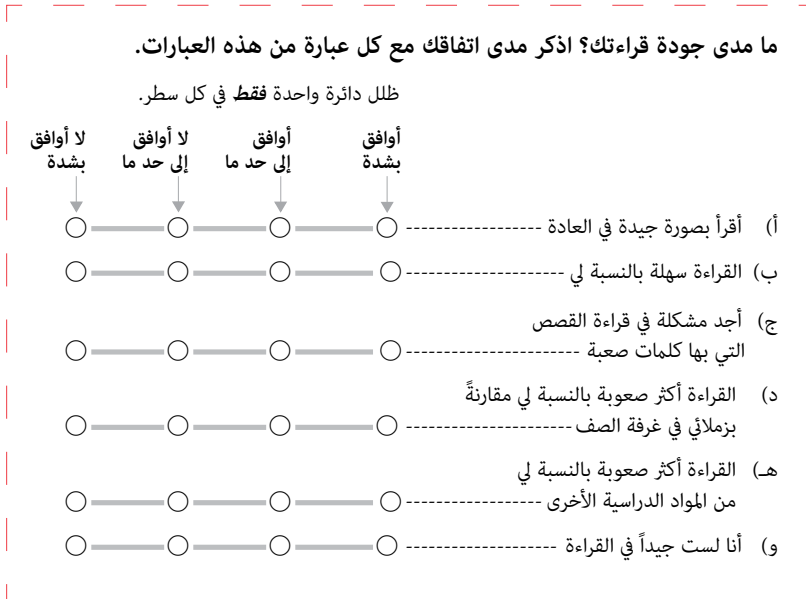 ما مدى جودة قراءتك؟ اذكر مدى اتفاقك مع كل عبارة من هذه العبارات.
ظلل دائرة واحدة فقط في كل سطر.
أوافق أوافق لا أوافق لا أوافق
بشدة إلى حد ما إلى حد ما بشدة
أ) أقرأ بصورة جيدة في العادة ------------------
ب) القراءة سهلة بالنسبة لي ---------------------
ج) أجد مشكلة في قراءة القصص
التي بها كلمات صعبة -----------------------
د) القراءة أكثر صعوبة بالنسبة لي مقارنةً
بزملائي في غرفة الصف ----------------------
هـ) القراءة أكثر صعوبة بالنسبة لي
من المواد الدراسية الأخرى ------------------
و) أنا لست جيداً في القراءة --------------------